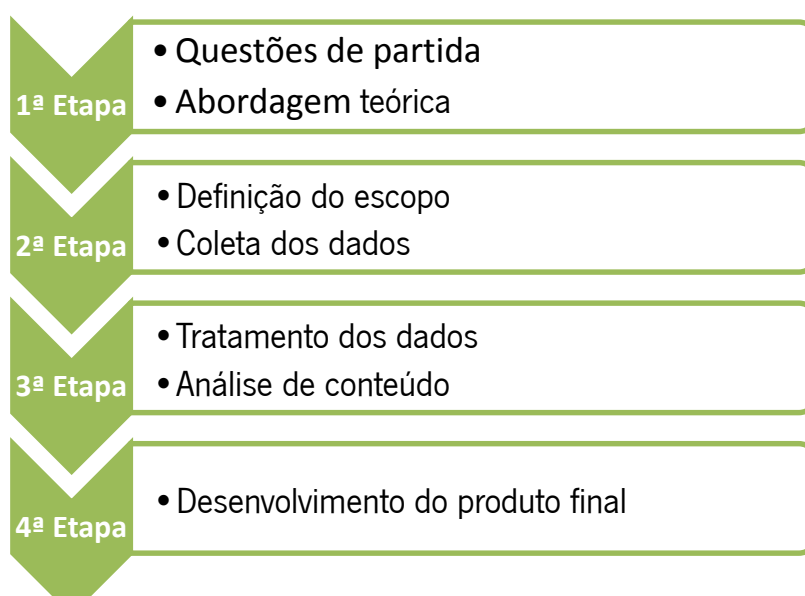 1ª Etapa
• Questões de partida
• Abordagem teórica
2ª Etapa
• Definição do escopo
• Coleta dos dados
3ª Etapa
• Tratamento dos dados
• Análise de conteúdo
4ª Etapa
• Desenvolvimento do produto final